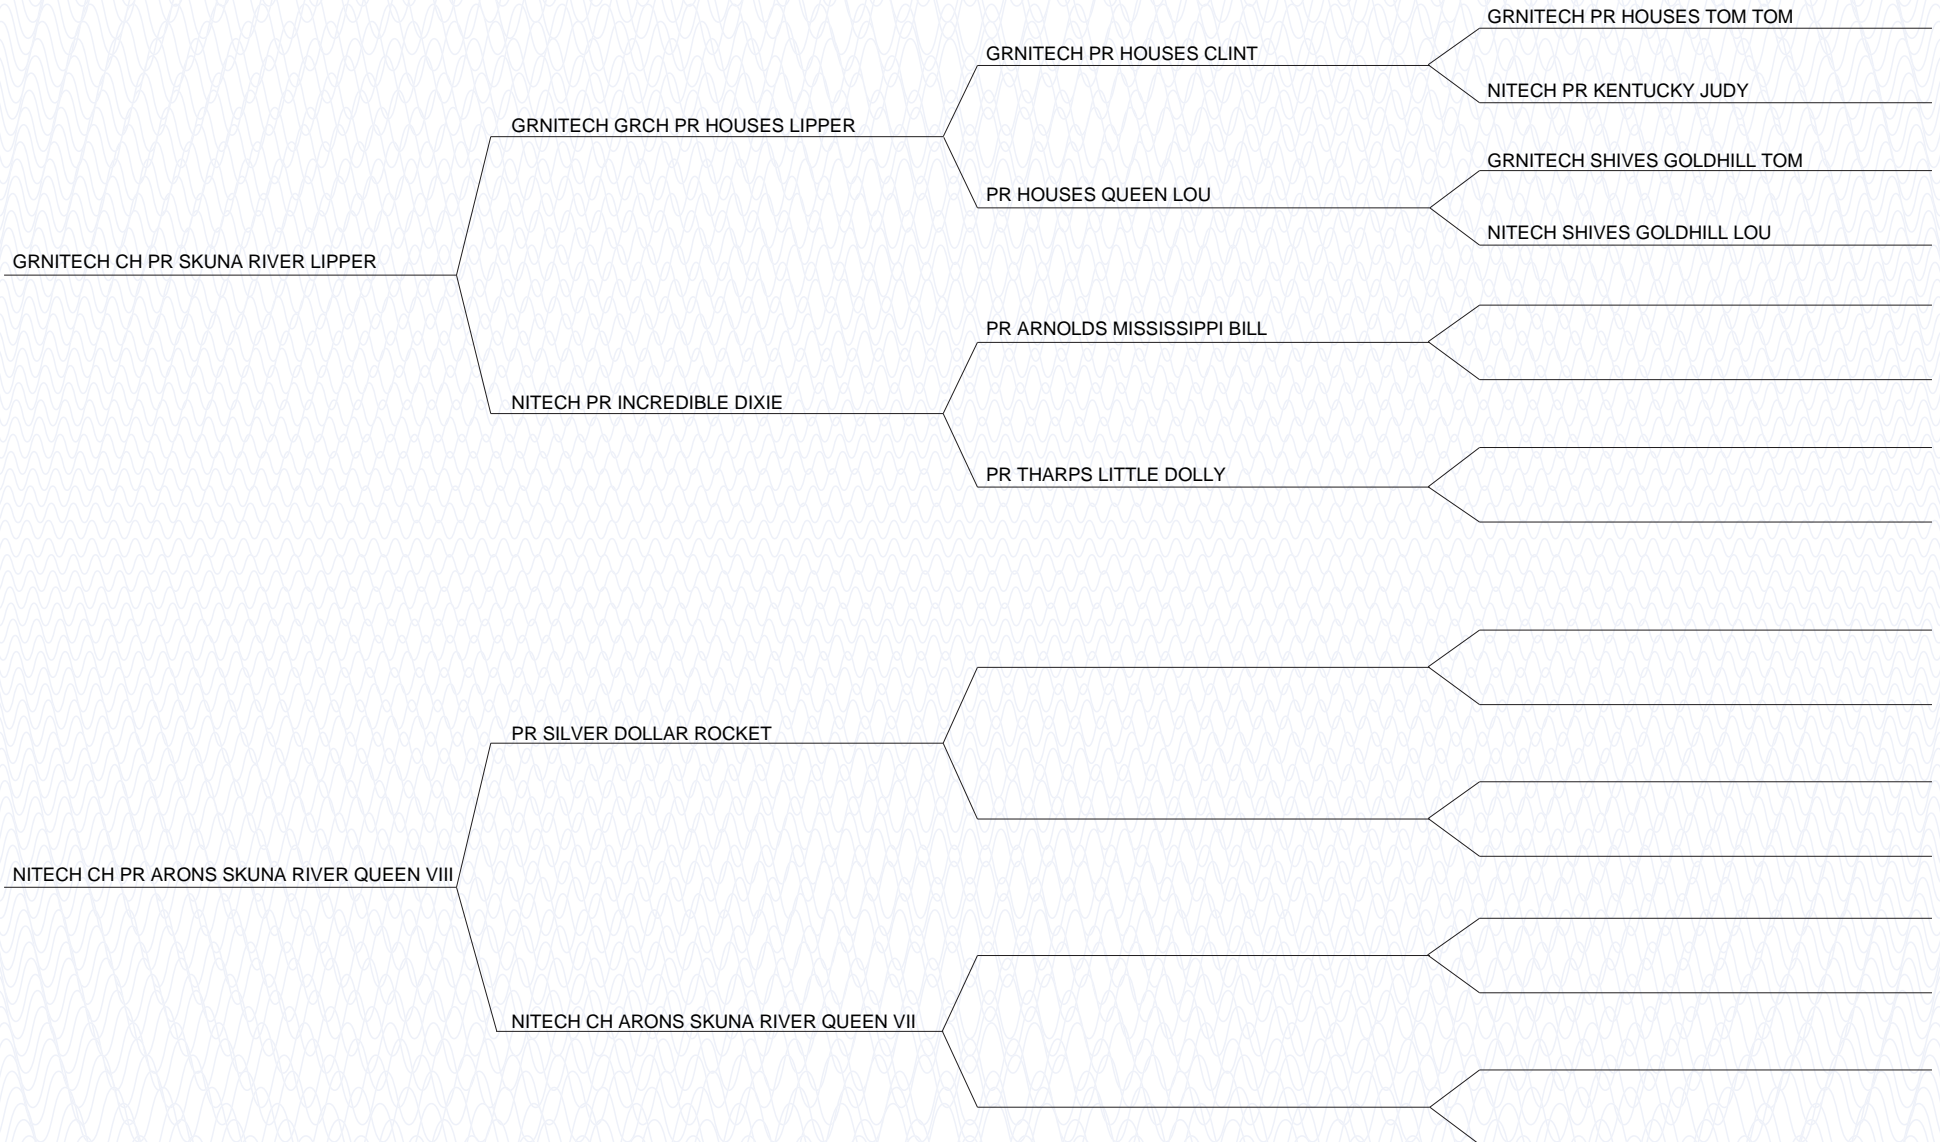 GRNITECH PR HOUSES TOM TOM
GRNITECH PR HOUSES CLINT
NITECH PR KENTUCKY JUDY
GRNITECH GRCH PR HOUSES LIPPER
GRNITECH SHIVES GOLDHILL TOM
PR HOUSES QUEEN LOU
NITECH SHIVES GOLDHILL LOU
GRNITECH CH PR SKUNA RIVER LIPPER
PR ARNOLDS MISSISSIPPI BILL
NITECH PR INCREDIBLE DIXIE
PR THARPS LITTLE DOLLY
PR SILVER DOLLAR ROCKET
NITECH CH PR ARONS SKUNA RIVER QUEEN VIII
NITECH CH ARONS SKUNA RIVER QUEEN VII